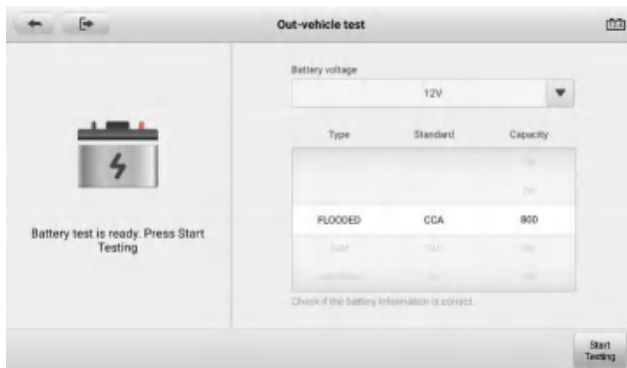 Out-vehicle test
Battery voltage
12V
Type Standard Capacity
FLOODED CCA 800
Battery test is ready. Press Start
Testing
Check if the battery information is correct.
Start
Testing